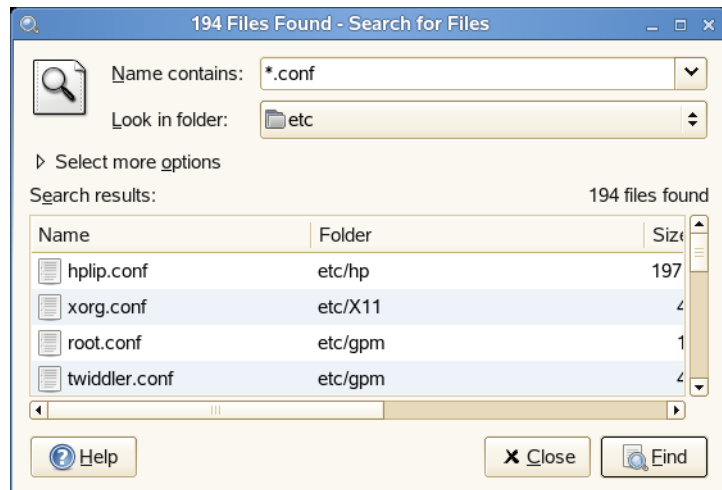 194 Files Found - Search for Files
Name contains: *.conf
Look in folder: etc
Select more options
Search results: 194 files found
Name Folder
hplip.conf etc/hp 197
xorg.conf etc/X11
root.conf etc/gpm
twiddler.conf etc/gpm
Help Close Find